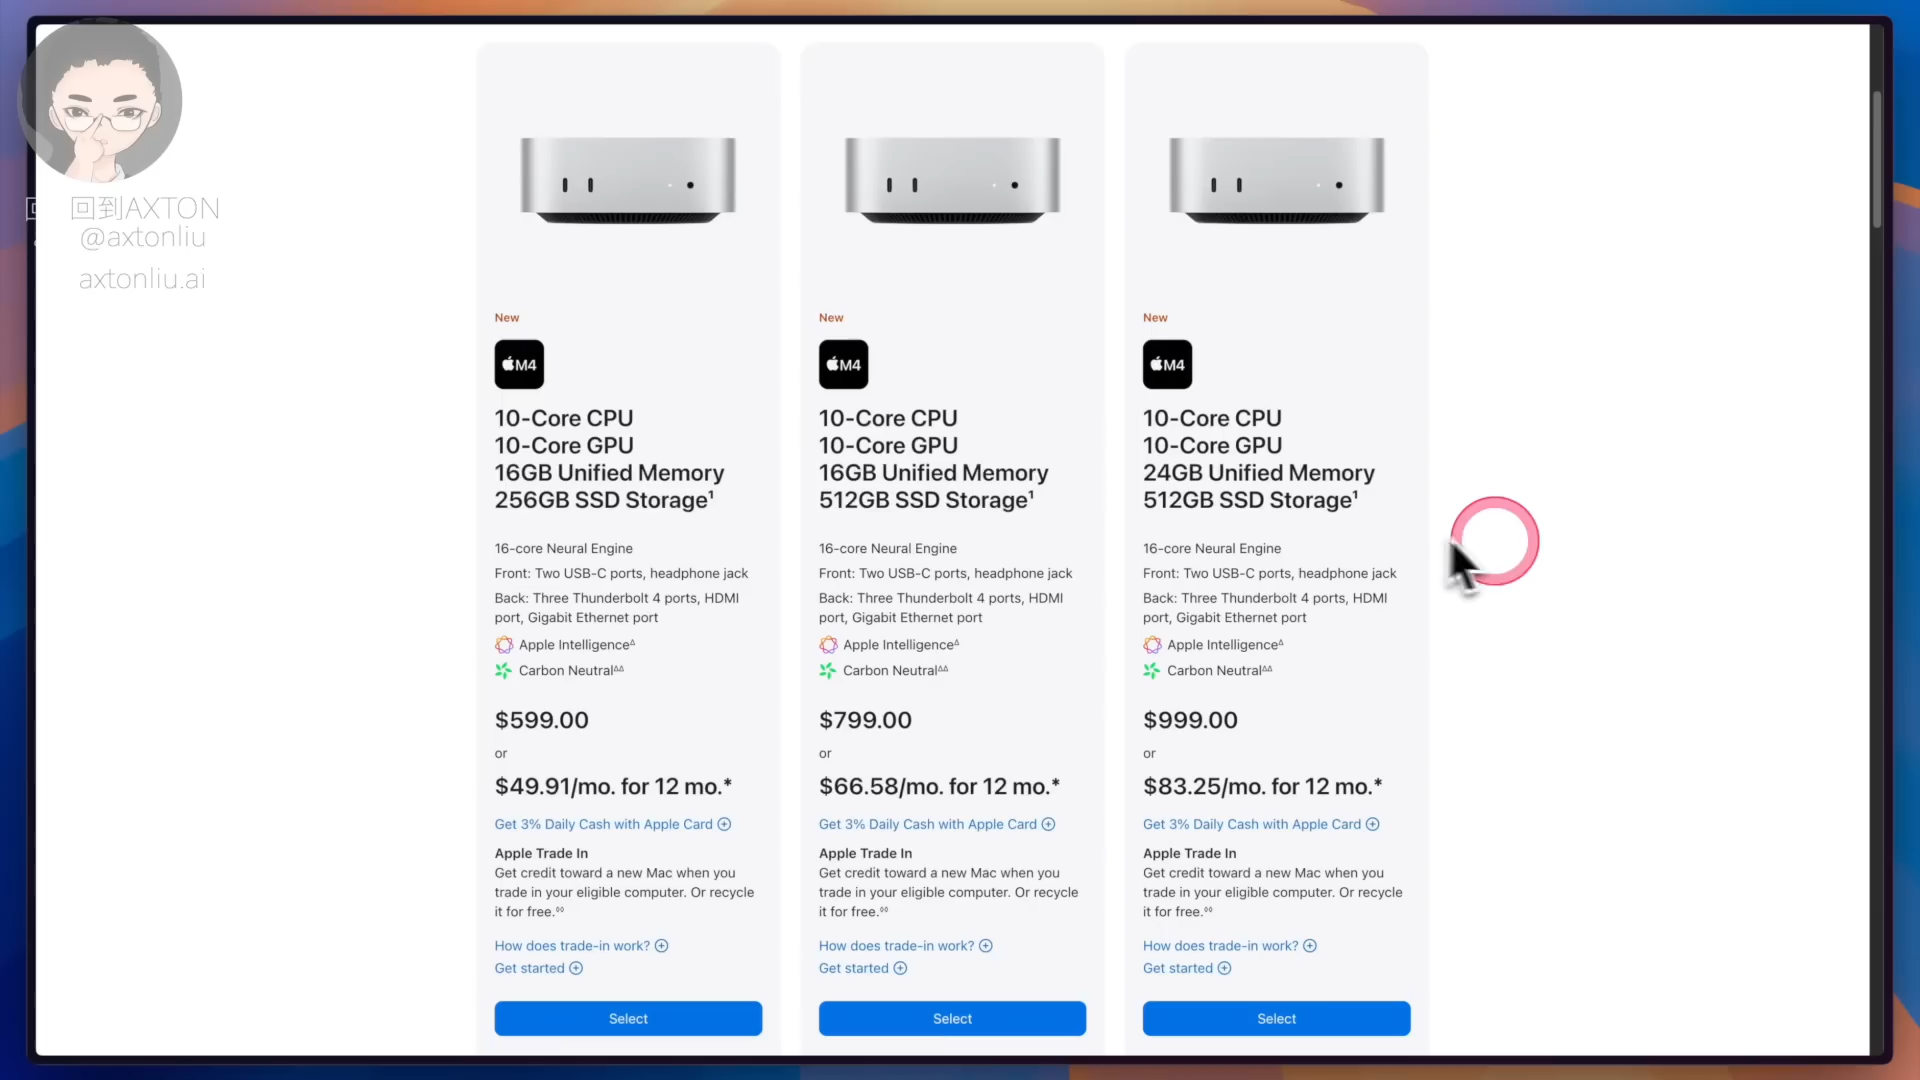 回到AXTON
@axtonliu
axtonliu.ai
New
M4
10-Core CPU
10-Core GPU
16GB Unified Memory
256GB SSD Storage¹
16-core Neural Engine
Front: Two USB-C ports, headphone jack
Back: Three Thunderbolt 4 ports, HDMI
port, Gigabit Ethernet port
Apple Intelligence^Δ
Carbon Neutral^ΔΔ
$599.00
or
$49.91/mo. for 12 mo.*
Get 3% Daily Cash with Apple Card
Apple Trade In
Get credit toward a new Mac when you
trade in your eligible computer. Or recycle
it for free.^◊◊
How does trade-in work?
Get started
Select
New
M4
10-Core CPU
10-Core GPU
16GB Unified Memory
512GB SSD Storage¹
16-core Neural Engine
Front: Two USB-C ports, headphone jack
Back: Three Thunderbolt 4 ports, HDMI
port, Gigabit Ethernet port
Apple Intelligence^Δ
Carbon Neutral^ΔΔ
$799.00
or
$66.58/mo. for 12 mo.*
Get 3% Daily Cash with Apple Card
Apple Trade In
Get credit toward a new Mac when you
trade in your eligible computer. Or recycle
it for free.^◊◊
How does trade-in work?
Get started
Select
New
M4
10-Core CPU
10-Core GPU
24GB Unified Memory
512GB SSD Storage¹
16-core Neural Engine
Front: Two USB-C ports, headphone jack
Back: Three Thunderbolt 4 ports, HDMI
port, Gigabit Ethernet port
Apple Intelligence^Δ
Carbon Neutral^ΔΔ
$999.00
or
$83.25/mo. for 12 mo.*
Get 3% Daily Cash with Apple Card
Apple Trade In
Get credit toward a new Mac when you
trade in your eligible computer. Or recycle
it for free.^◊◊
How does trade-in work?
Get started
Select